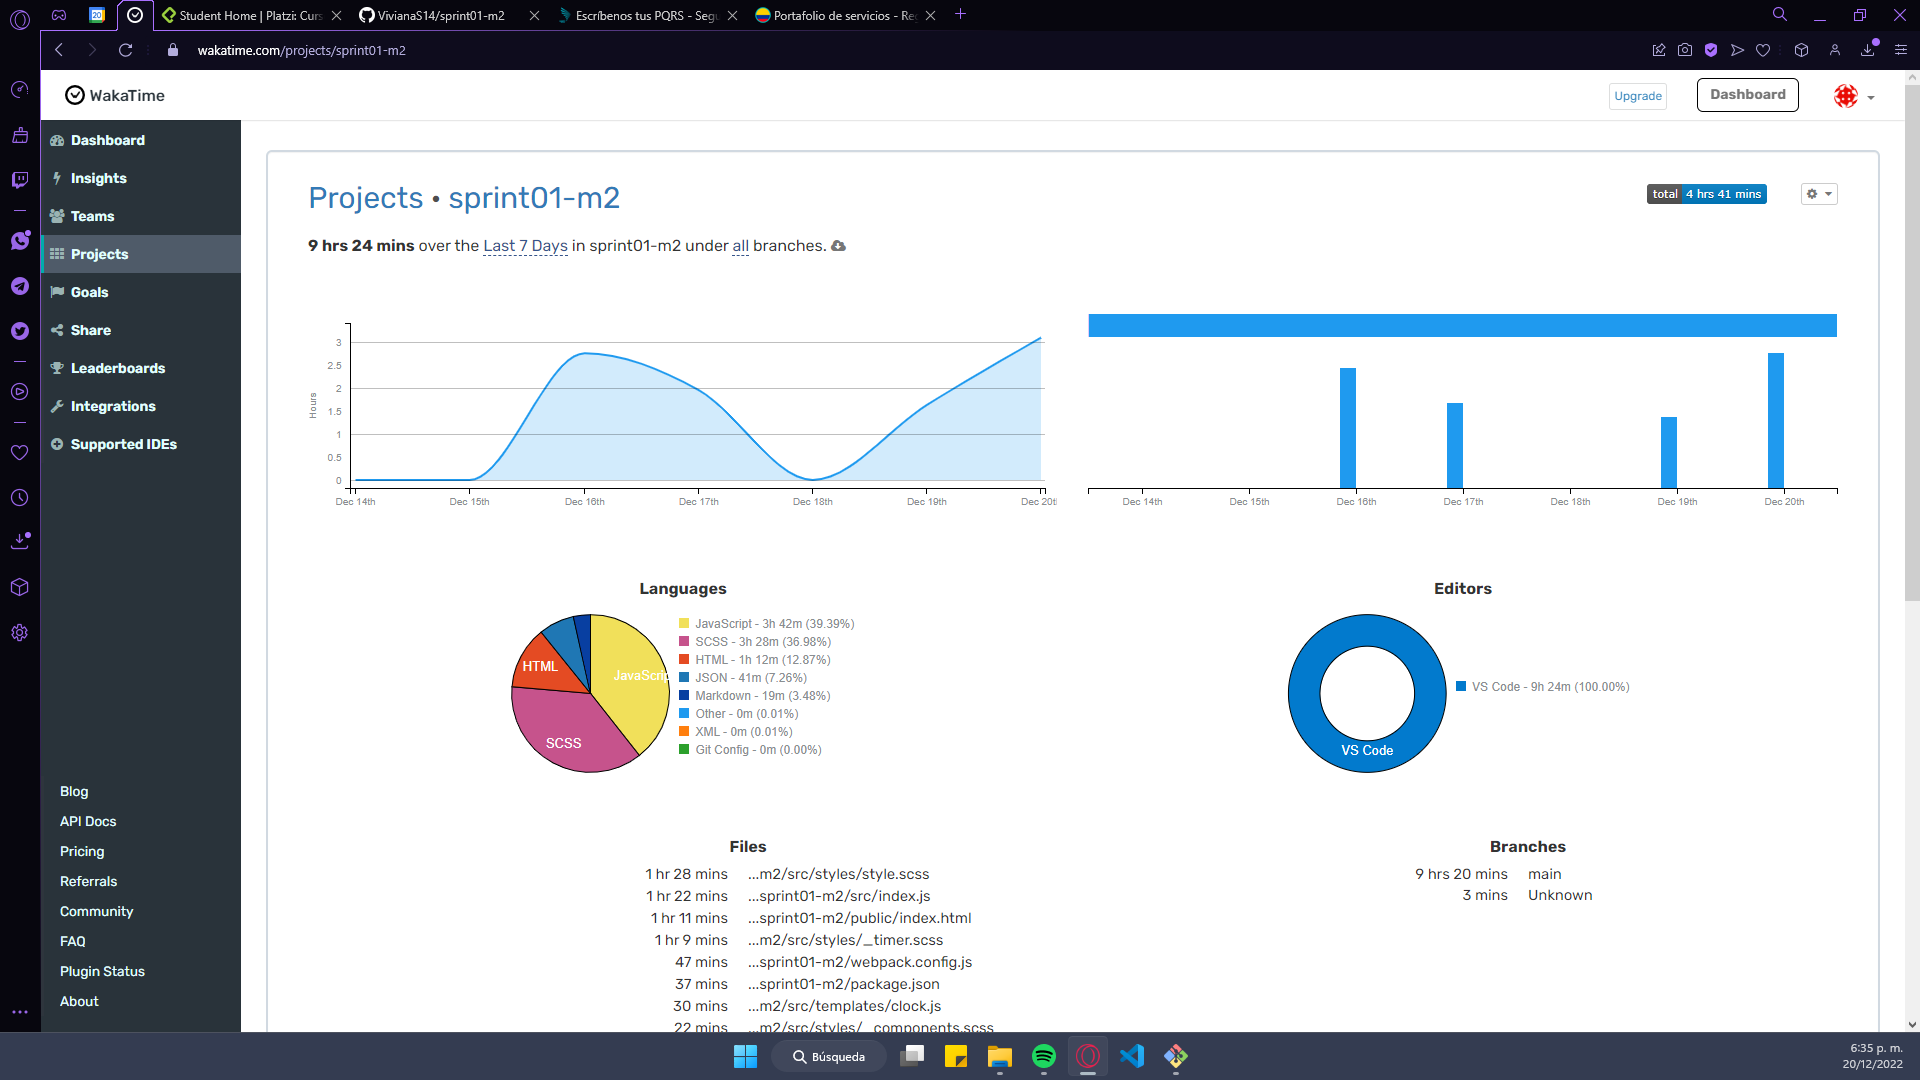 20
Student Home | Platzi: Curs
VivianaS14/sprint01-m2
Escríbenos tus PQRS - Segu
Portafolio de servicios - Re
wakatime.com/projects/sprint01-m2
WakaTime
Upgrade
Dashboard
Dashboard
Insights
Teams
Projects
Goals
Share
Leaderboards
Integrations
Supported IDEs
Blog
API Docs
Pricing
Referrals
Community
FAQ
Plugin Status
About
Projects • sprint01-m2
total 4 hrs 41 mins
9 hrs 24 mins over the Last 7 Days in sprint01-m2 under all branches.
Hours
3
2.5
2
1.5
1
0.5
0
Dec 14th
Dec 15th
Dec 16th
Dec 17th
Dec 18th
Dec 19th
Dec 20t
Dec 14th
Dec 15th
Dec 16th
Dec 17th
Dec 18th
Dec 19th
Dec 20th
Languages
JavaScrip
SCSS
HTML
JavaScript - 3h 42m (39.39%)
SCSS - 3h 28m (36.98%)
HTML - 1h 12m (12.87%)
JSON - 41m (7.26%)
Markdown - 19m (3.48%)
Other - 0m (0.01%)
XML - 0m (0.01%)
Git Config - 0m (0.00%)
Editors
VS Code
VS Code - 9h 24m (100.00%)
Files
1 hr 28 mins ...m2/src/styles/style.scss
1 hr 22 mins ...sprint01-m2/src/index.js
1 hr 11 mins ...sprint01-m2/public/index.html
1 hr 9 mins ...m2/src/styles/_timer.scss
47 mins ...sprint01-m2/webpack.config.js
37 mins ...sprint01-m2/package.json
30 mins ...m2/src/templates/clock.js
22 mins ...m2/src/styles/_components.scss
Branches
9 hrs 20 mins main
3 mins Unknown
Búsqueda
6:35 p. m.
20/12/2022